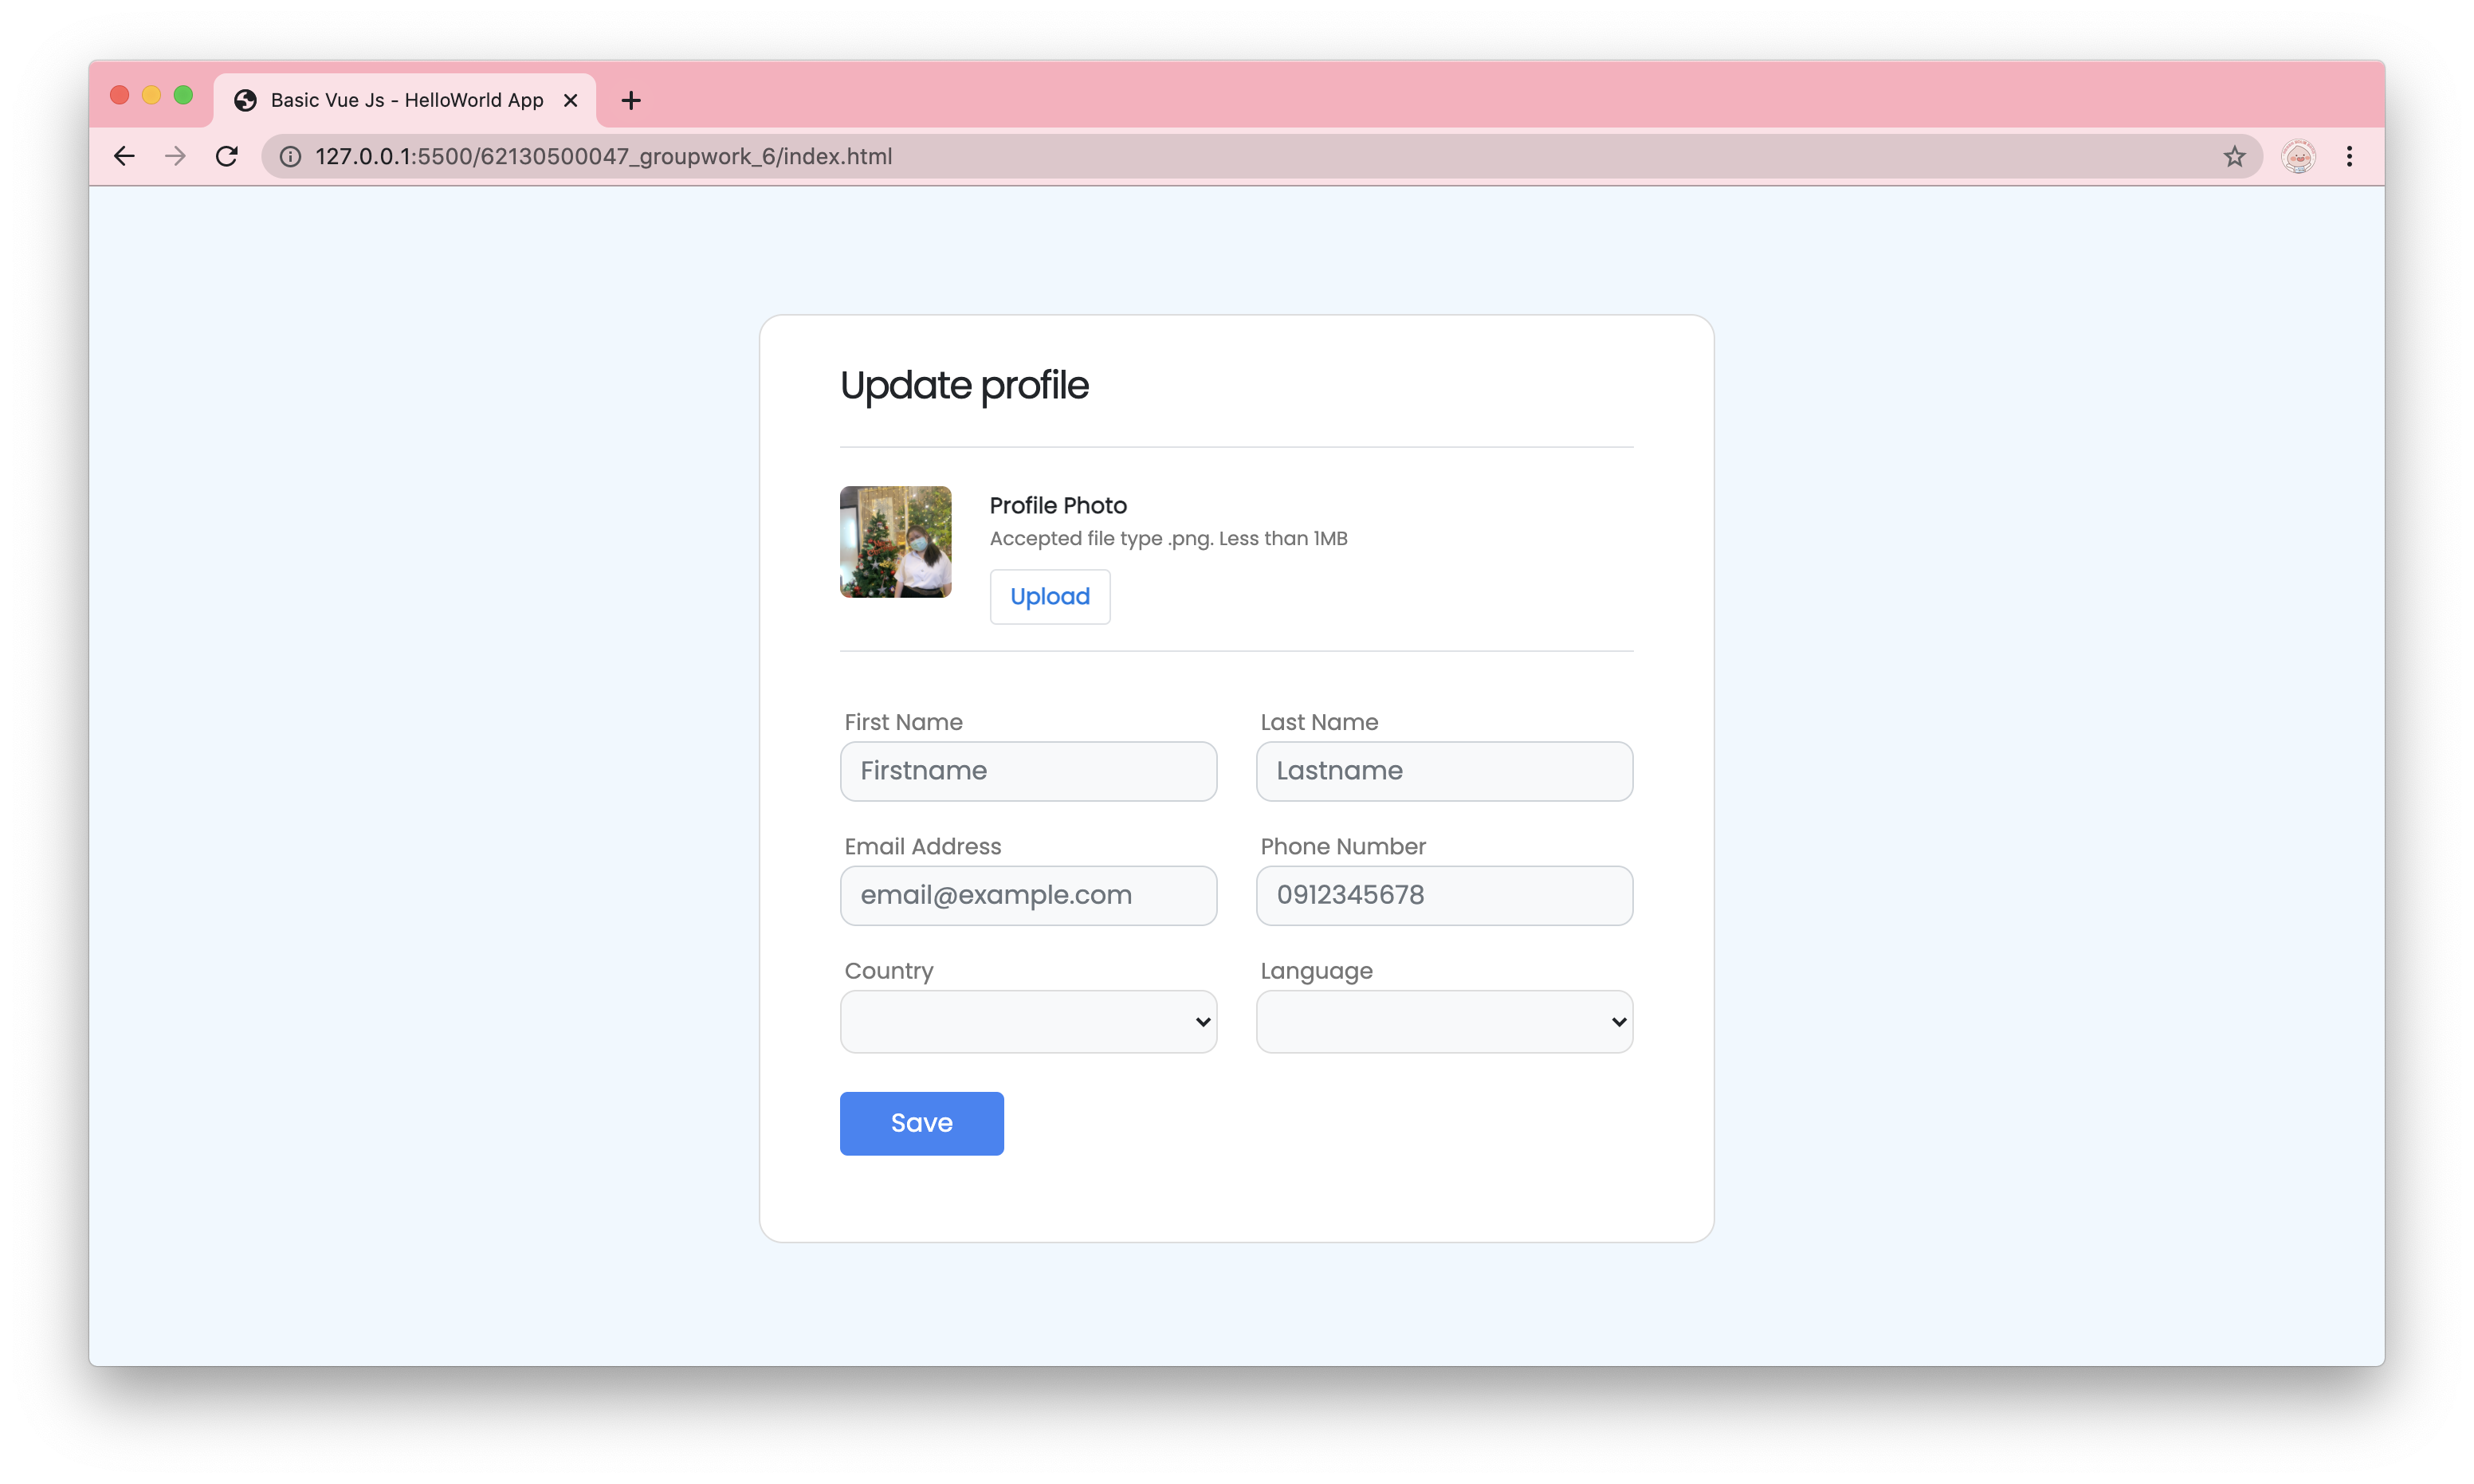 Basic Vue Js - HelloWorld App
127.0.0.1:5500/62130500047_groupwork_6/index.html
Update profile
Profile Photo
Accepted file type .png. Less than 1MB
Upload
First Name
Last Name
Firstname
Lastname
Email Address
Phone Number
email@example.com
0912345678
Country
Language
Save